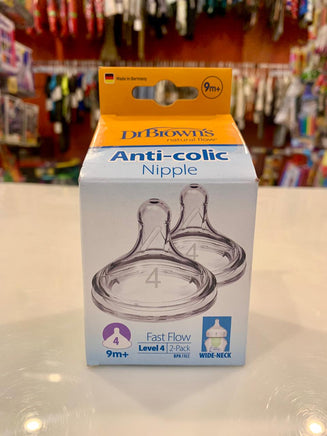 Made in Germany
9m+
Dr Brown's
natural flow®
Anti-colic
Nipple
4
4
Fast Flow
Level 4 | 2-Pack
BPA FREE
9m+
WIDE-NECK